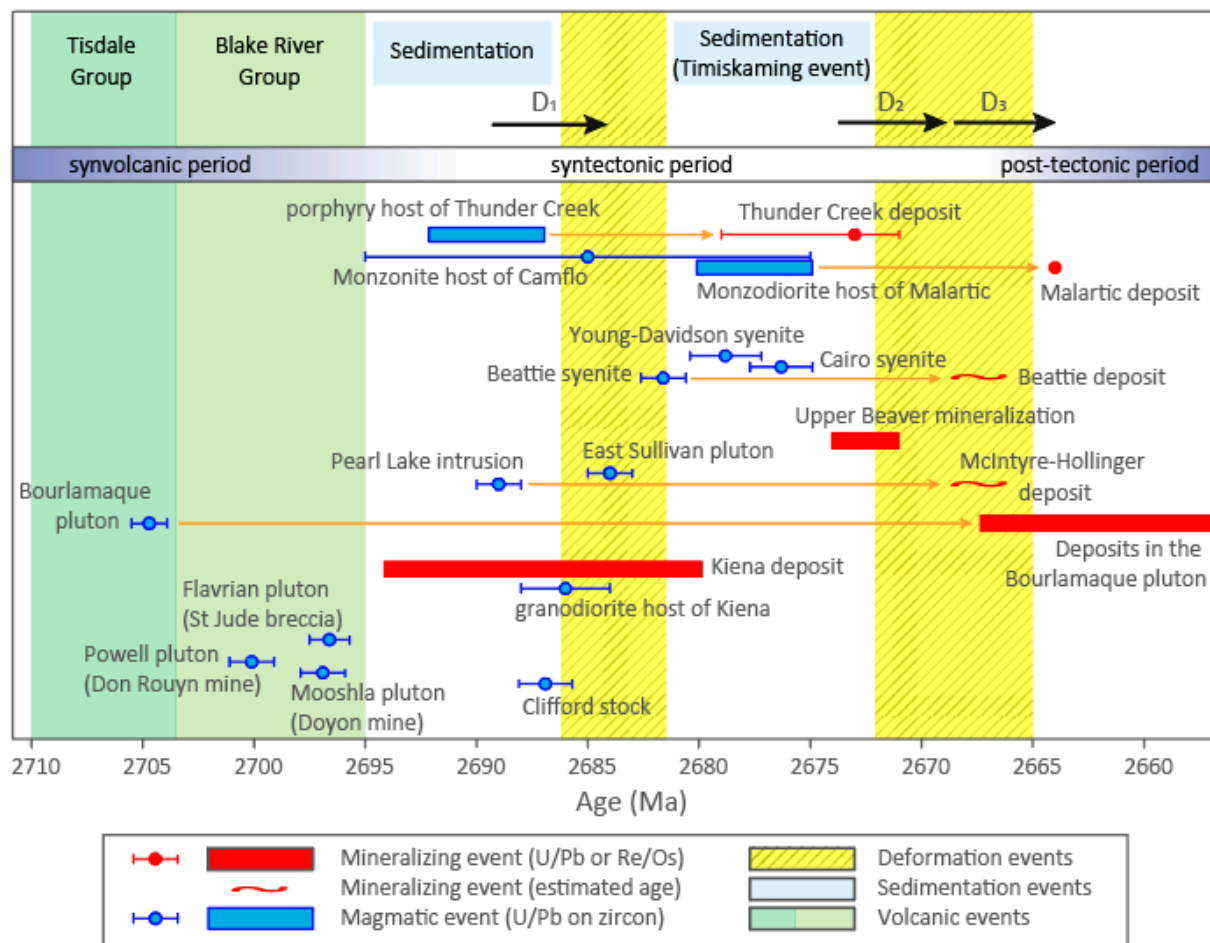 Tisdale
Group
Blake River
Group
Sedimentation
Sedimentation
(Timiskaming event)
D₁
D₂
D₃
synvolcanic period
syntectonic period
post-tectonic period
porphyry host of Thunder Creek
Thunder Creek deposit
Monzonite host of Camflo
Monzodiorite host of Malartic
Malartic deposit
Young-Davidson syenite
Beattie syenite
Cairo syenite
Beattie deposit
Upper Beaver mineralization
East Sullivan pluton
Pearl Lake intrusion
McIntyre-Hollinger
deposit
Bourlamaque
pluton
Deposits in the
Bourlamaque pluton
Kiena deposit
granodiorite host of Kiena
Flavrian pluton
(St Jude breccia)
Powell pluton
(Don Rouyn mine)
Mooshla pluton
(Doyon mine)
Clifford stock
2710
2705
2700
2695
2690
2685
2680
2675
2670
2665
2660
Age (Ma)
Mineralizing event (U/Pb or Re/Os)
Mineralizing event (estimated age)
Magmatic event (U/Pb on zircon)
Deformation events
Sedimentation events
Volcanic events